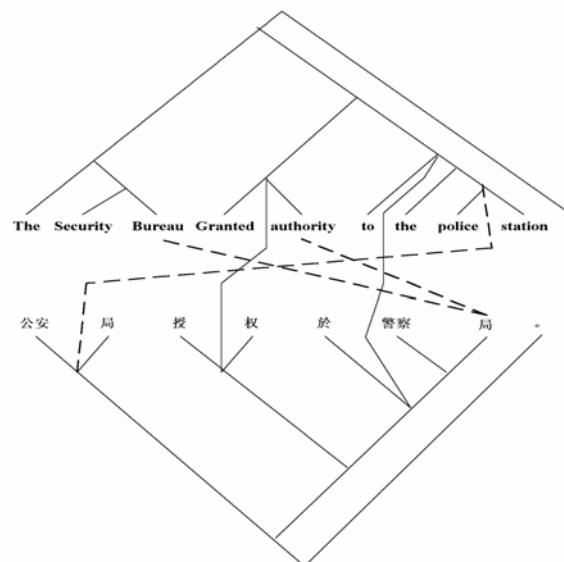 The Security Bureau Granted authority to the police station
公安 局 授 权 於 警察 局 。